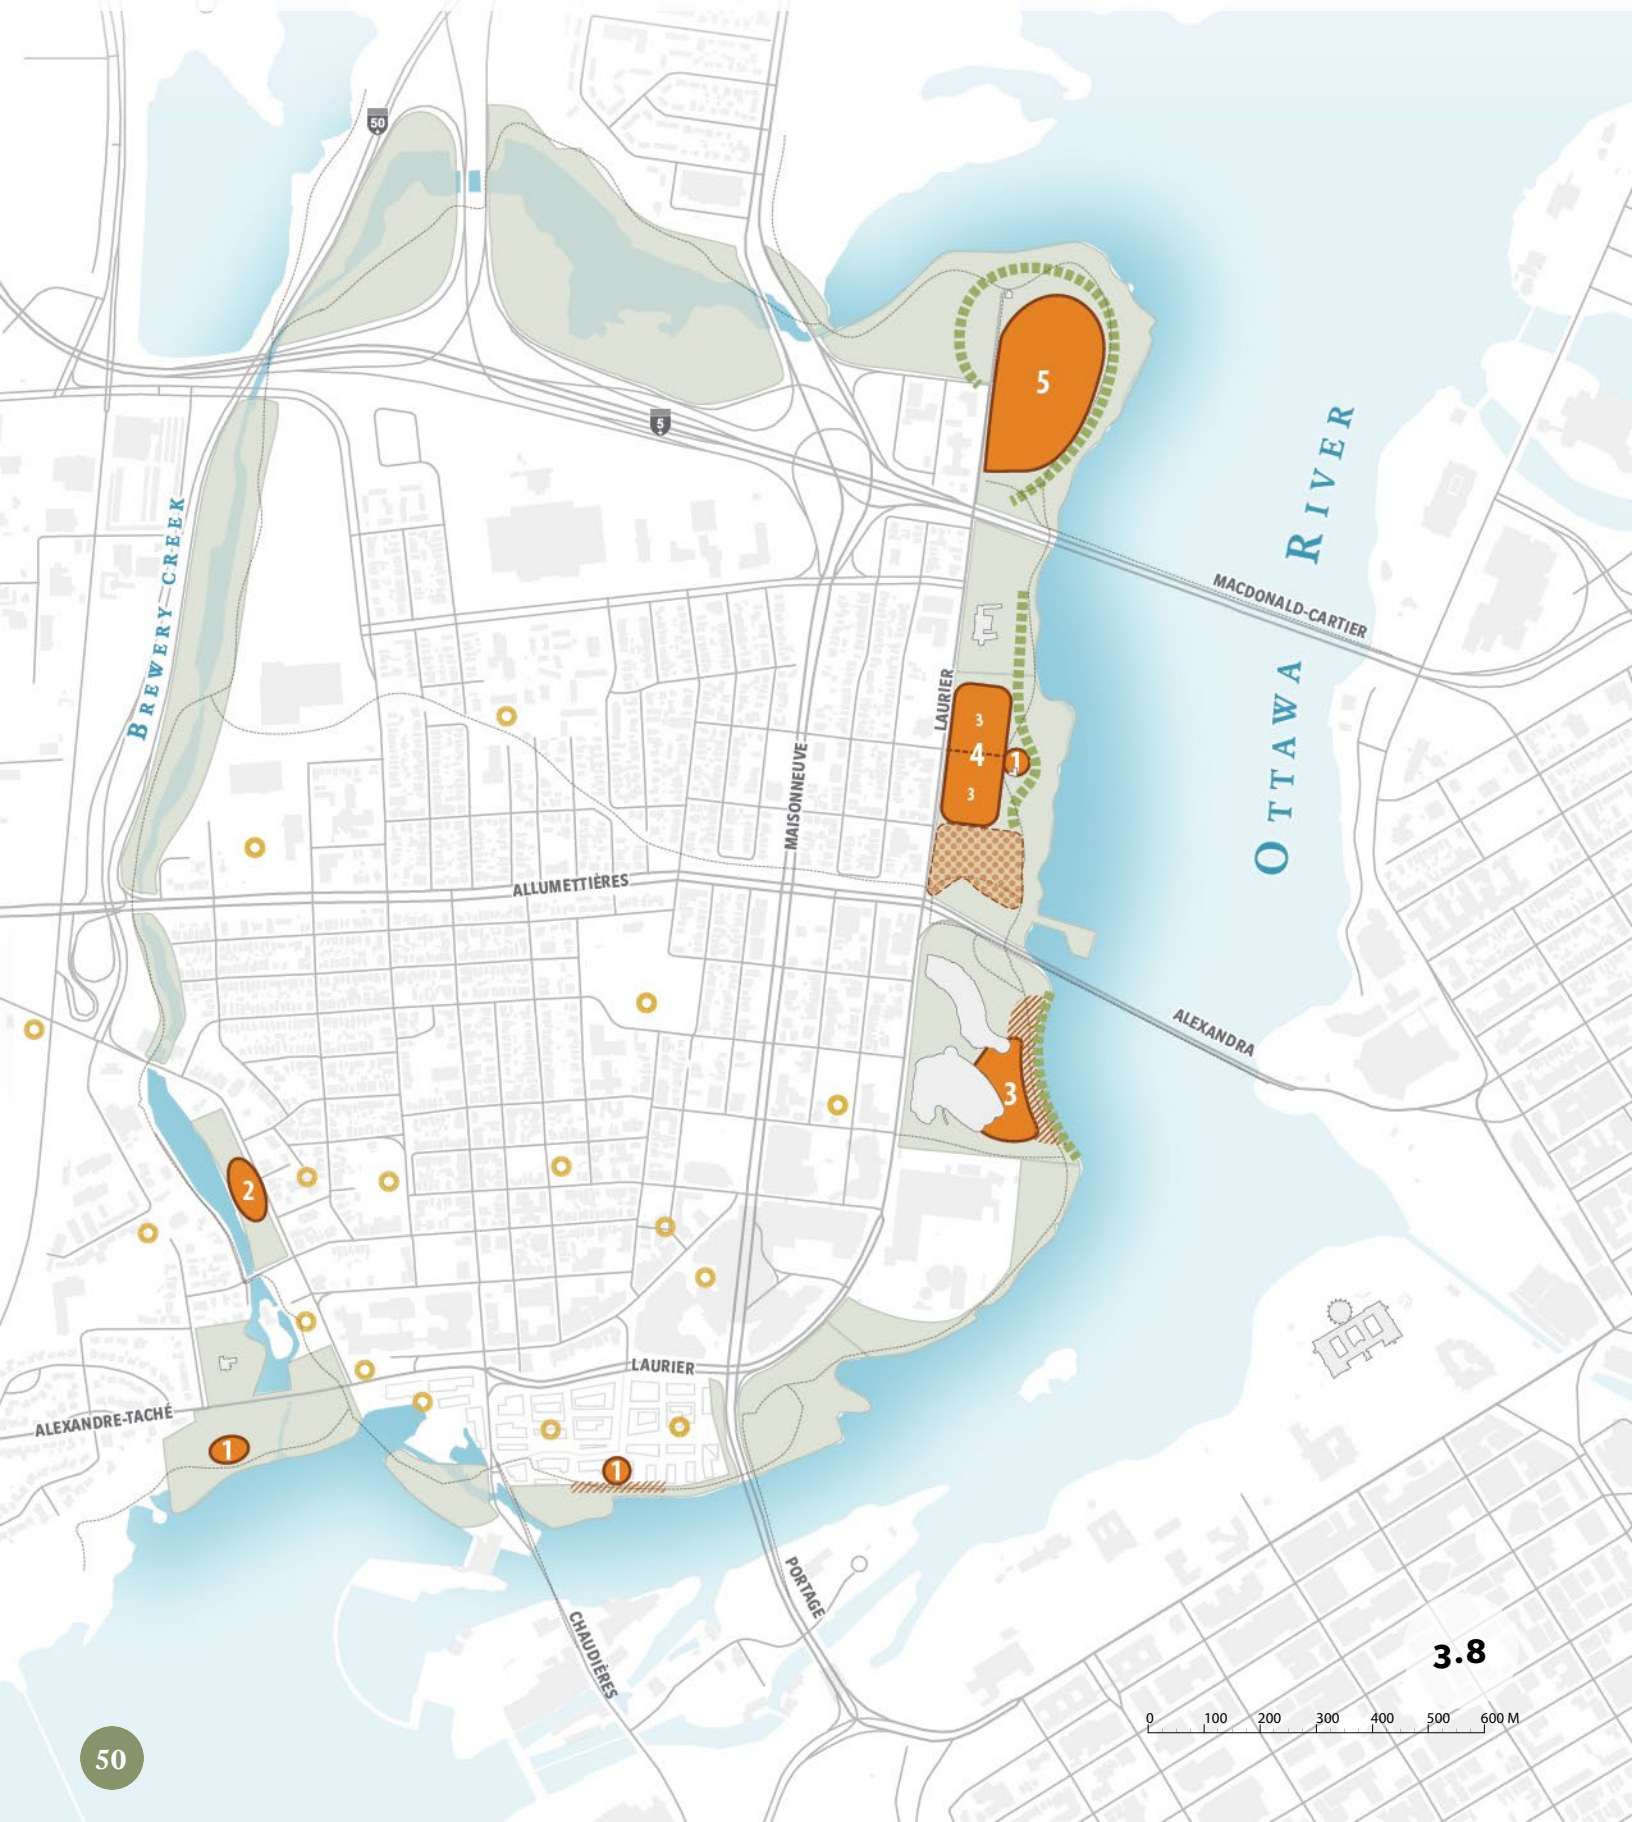 50
5
5
BREWERY CREEK
OTTAWA RIVER
MACDONALD-CARTIER
LAURIER
3
4
1
3
MAISONNEUVE
ALLUMETTIÈRES
ALEXANDRA
3
2
LAURIER
ALEXANDRE-TACHÉ
1
1
PORTAGE
CHAUDIÈRES
3.8
0 100 200 300 400 500 600 M
50